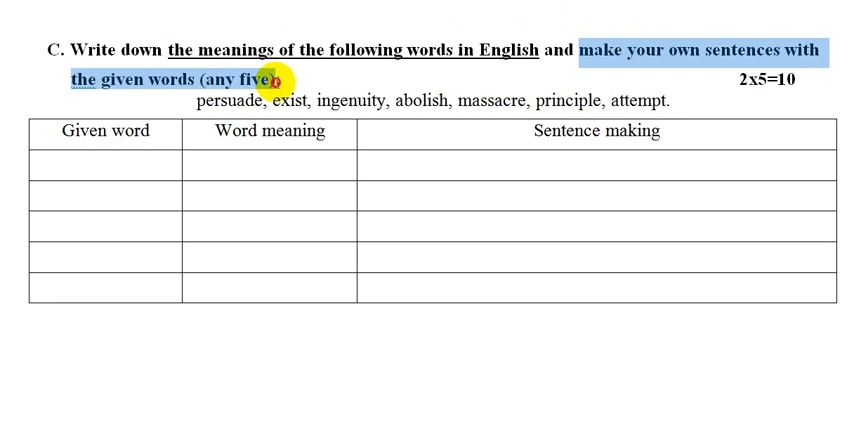 C. Write down the meanings of the following words in English and make your own sentences with
the given words (any five). 2x5=10
persuade, exist, ingenuity, abolish, massacre, principle, attempt.
Given word Word meaning Sentence making